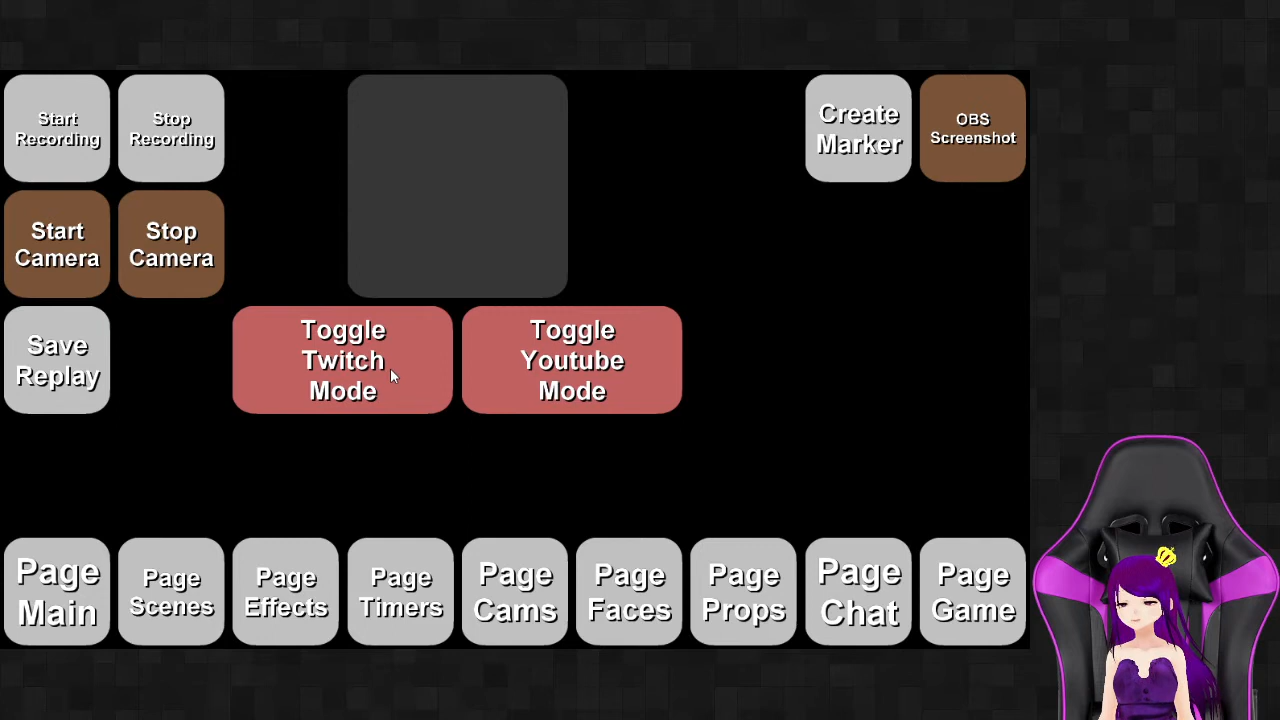 Start
Recording
Stop
Recording
Create
Marker
OBS
Screenshot
Start
Camera
Stop
Camera
Save
Replay
Toggle
Twitch
Mode
Toggle
Youtube
Mode
Page
Main
Page
Scenes
Page
Effects
Page
Timers
Page
Cams
Page
Faces
Page
Props
Page
Chat
Page
Game